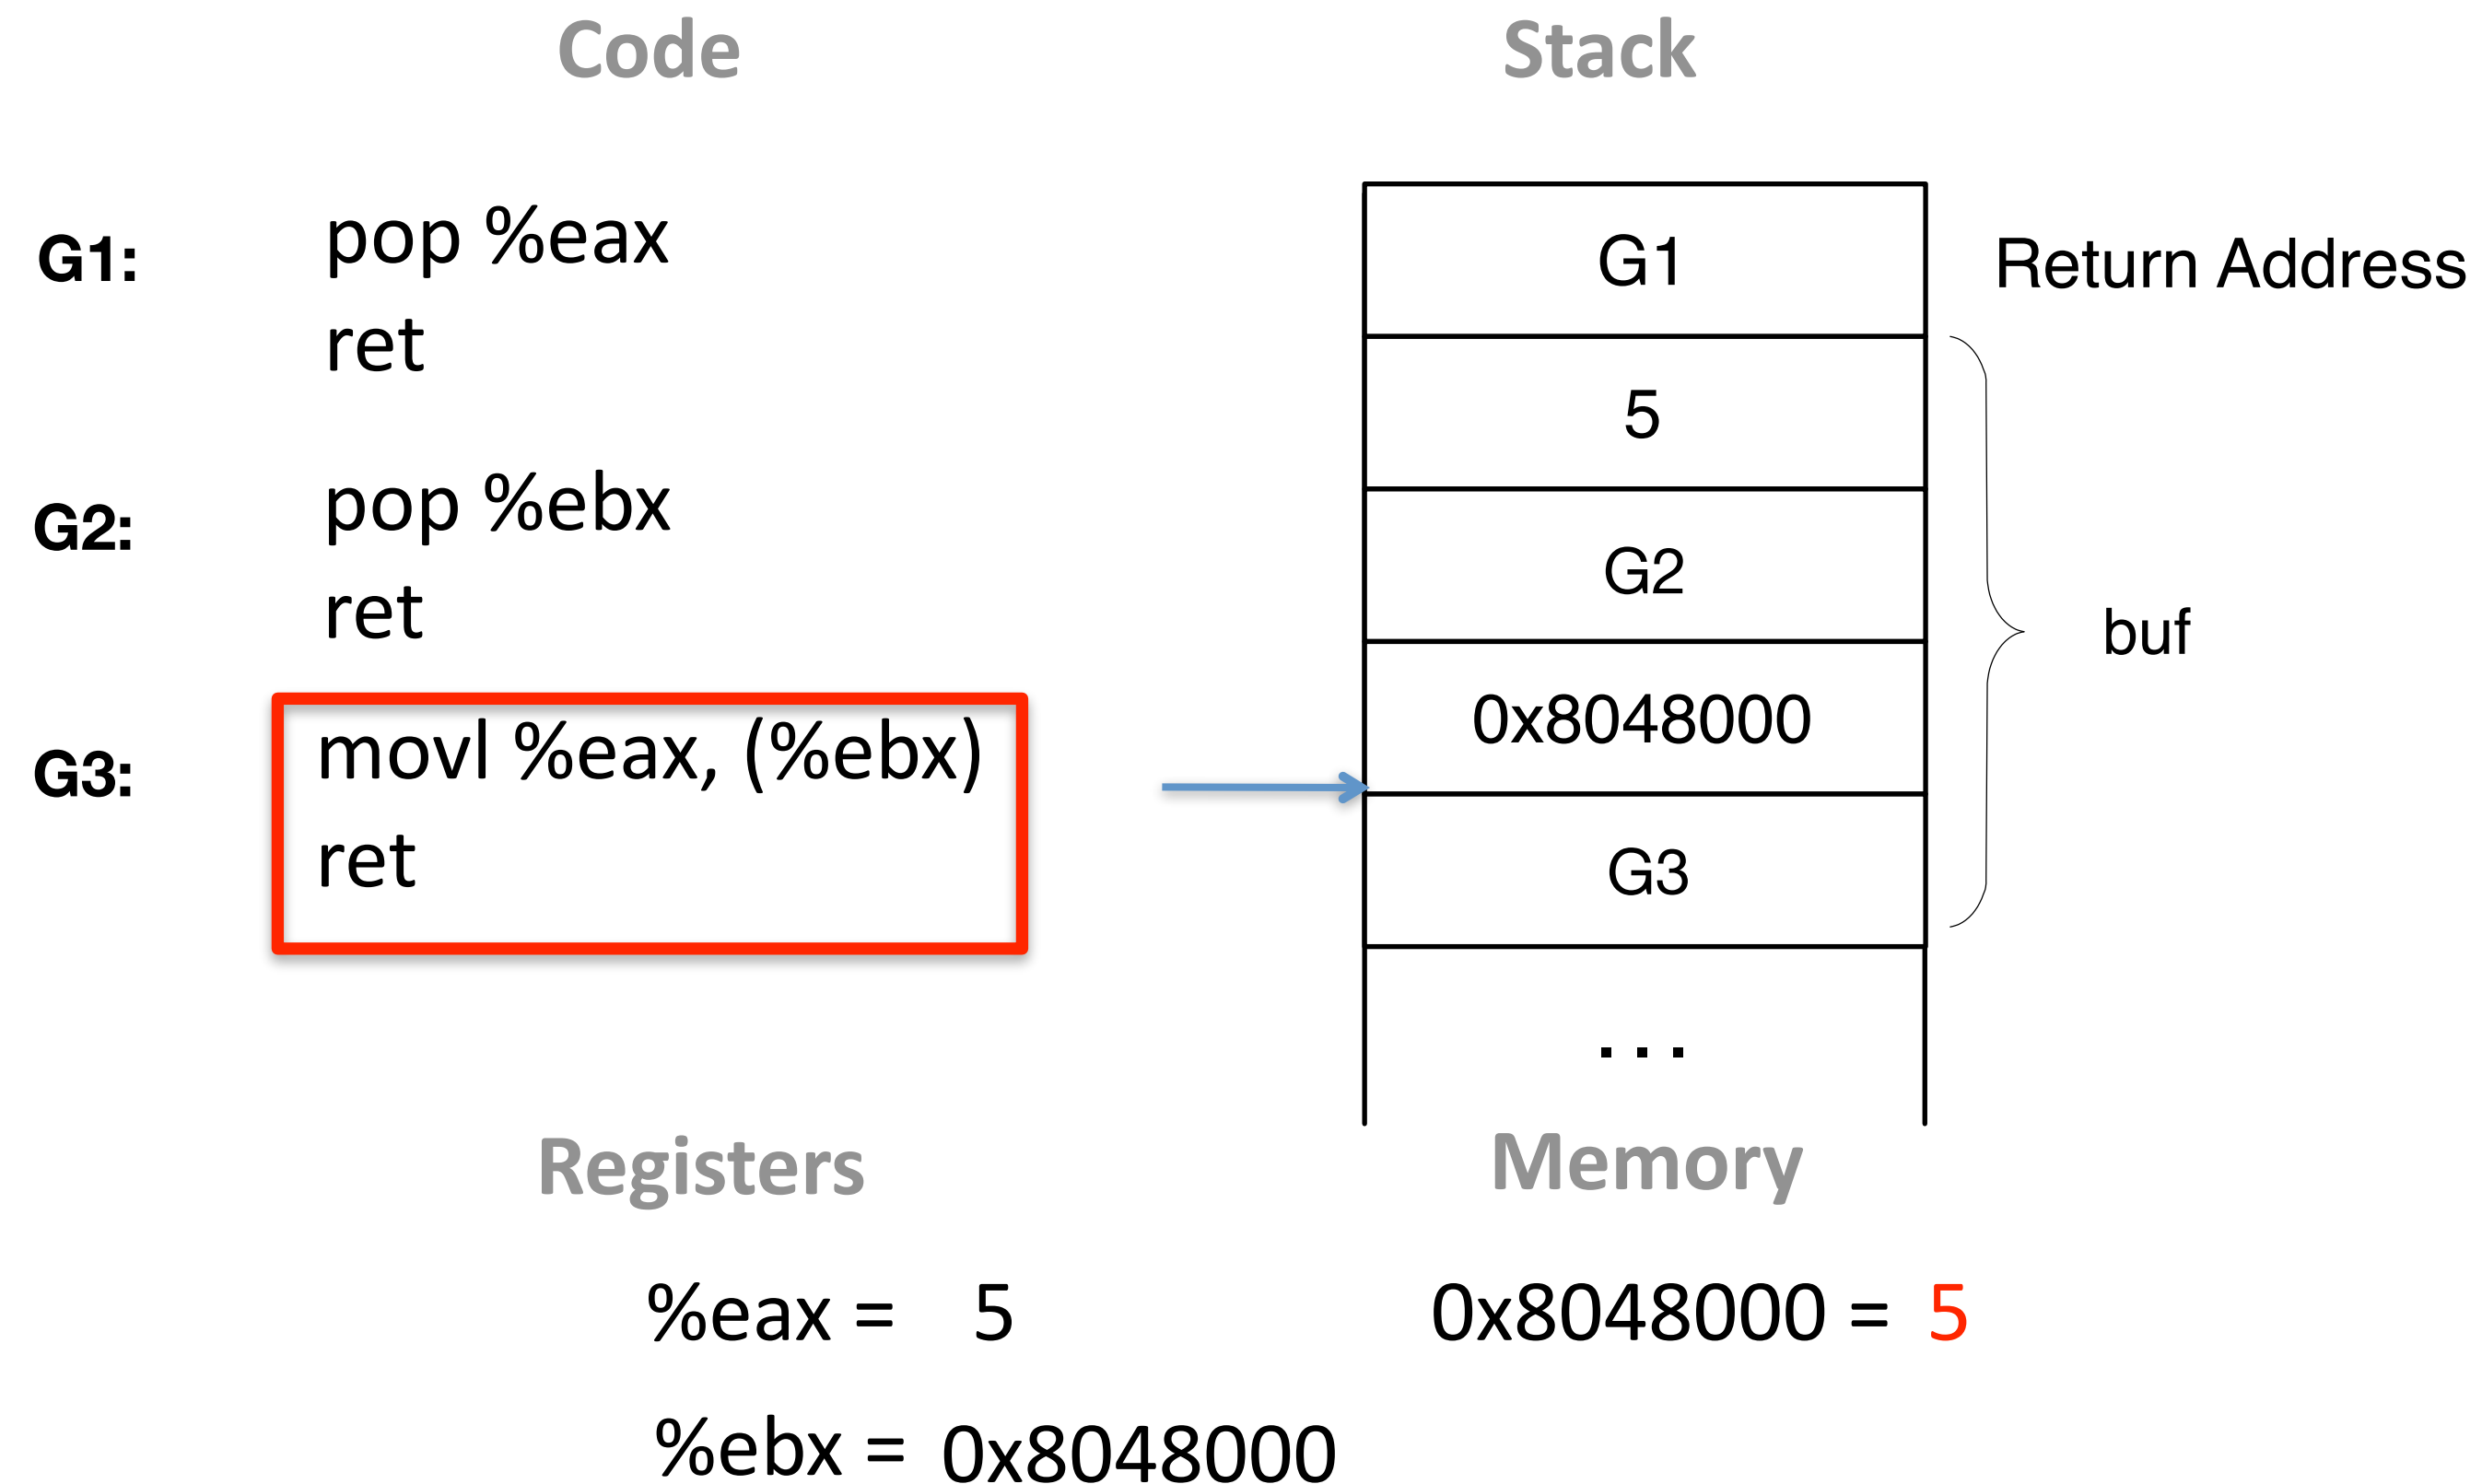 Code
G1: pop %eax
ret
G2: pop %ebx
ret
G3: movl %eax, (%ebx)
ret
Stack
G1 Return Address
5
G2
buf
0x8048000
G3
...
Registers
%eax = 5
%ebx = 0x8048000
Memory
0x8048000 = 5